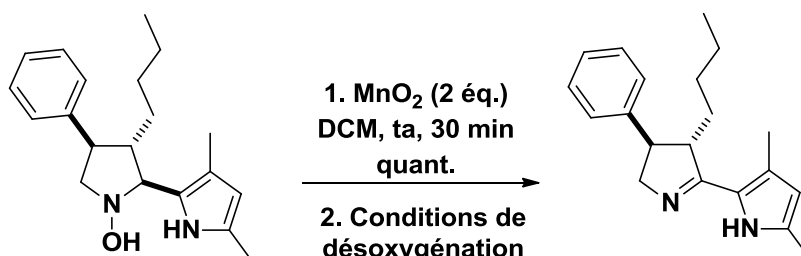 1. MnO₂ (2 éq.)
DCM, ta, 30 min
quant.
2. Conditions de
désoxygénation
N
OH
HN
N
HN